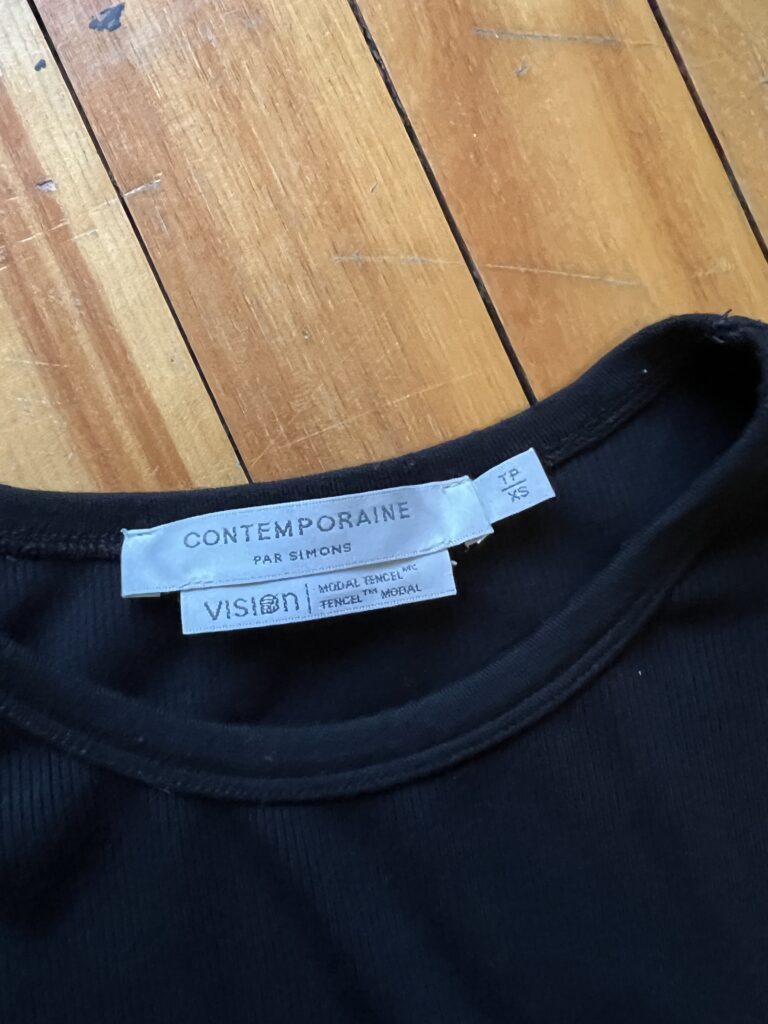 CONTEMPORAINE
PAR SIMONS
TP
XS
VISION
MODAL TENCEL MC
TENCEL™ MODAL